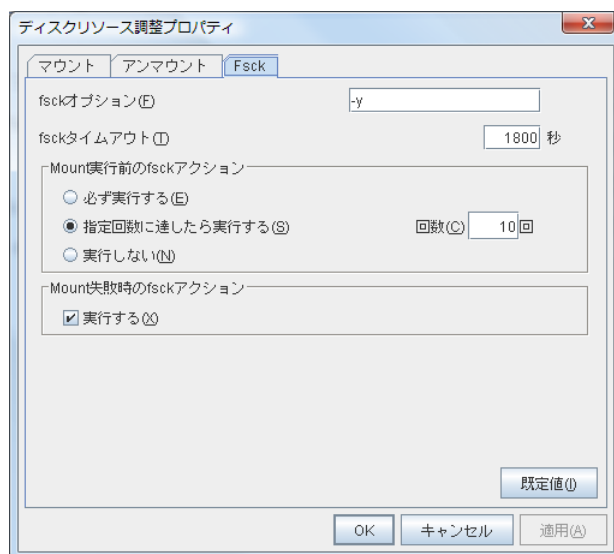 ディスクリソース調整プロパティ
マウント アンマウント Fsck
fsckオプション(F) -y
fsckタイムアウト(T) 1800 秒
Mount実行前のfsckアクション
必ず実行する(E)
指定回数に達したら実行する(S) 回数(C) 10 回
実行しない(N)
Mount失敗時のfsckアクション
実行する(X)
既定値(I)
OK キャンセル 適用(A)